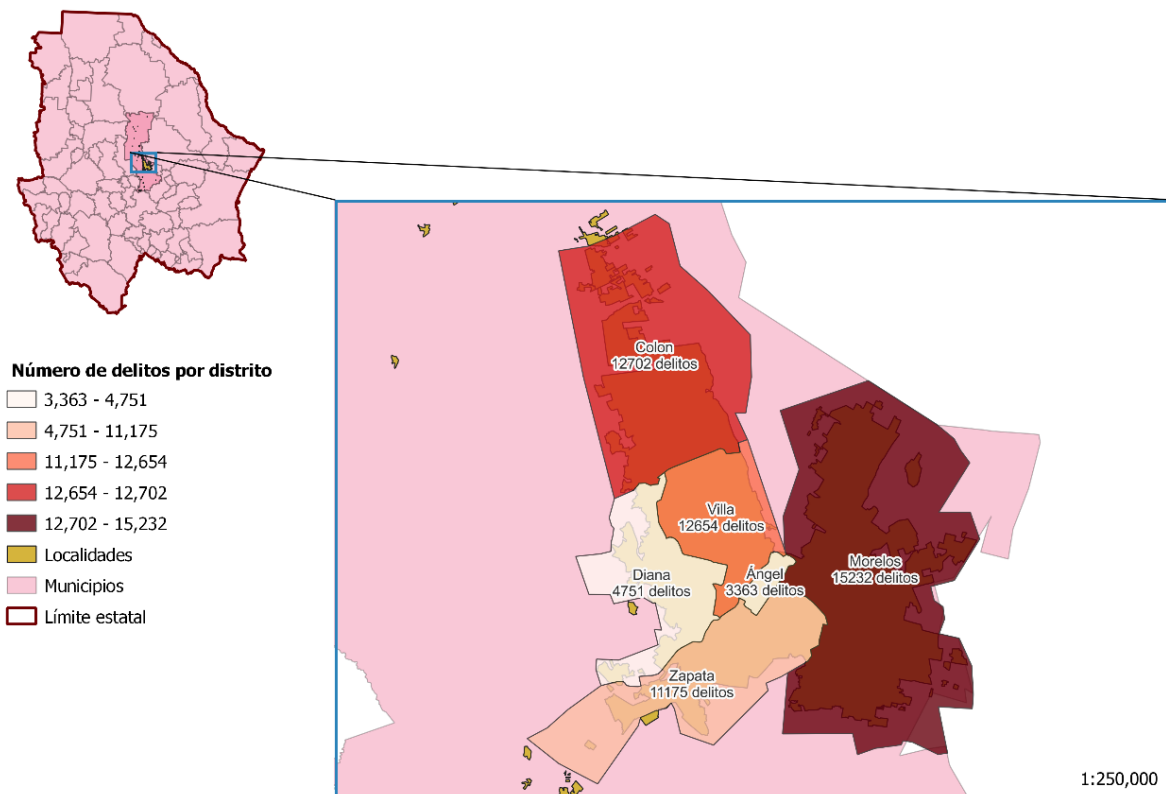 Número de delitos por distrito
3,363 - 4,751
4,751 - 11,175
11,175 - 12,654
12,654 - 12,702
12,702 - 15,232
Localidades
Municipios
Límite estatal
Colon
12702 delitos
Villa
12654 delitos
Diana
4751 delitos
Ángel
3363 delitos
Morelos
15232 delitos
Zapata
11175 delitos
1:250,000